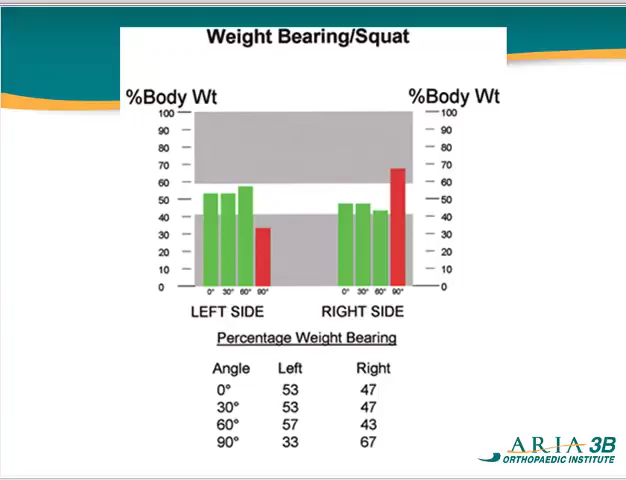 Weight Bearing/Squat
%Body Wt %Body Wt
100 100
90 90
80 80
70 70
60 60
50 50
40 40
30 30
20 20
10 10
0 0
0° 30° 60° 90° 0° 30° 60° 90°
LEFT SIDE RIGHT SIDE
Percentage Weight Bearing
Angle Left Right
0° 53 47
30° 53 47
60° 57 43
90° 33 67
ARIA 3B
ORTHOPAEDIC INSTITUTE